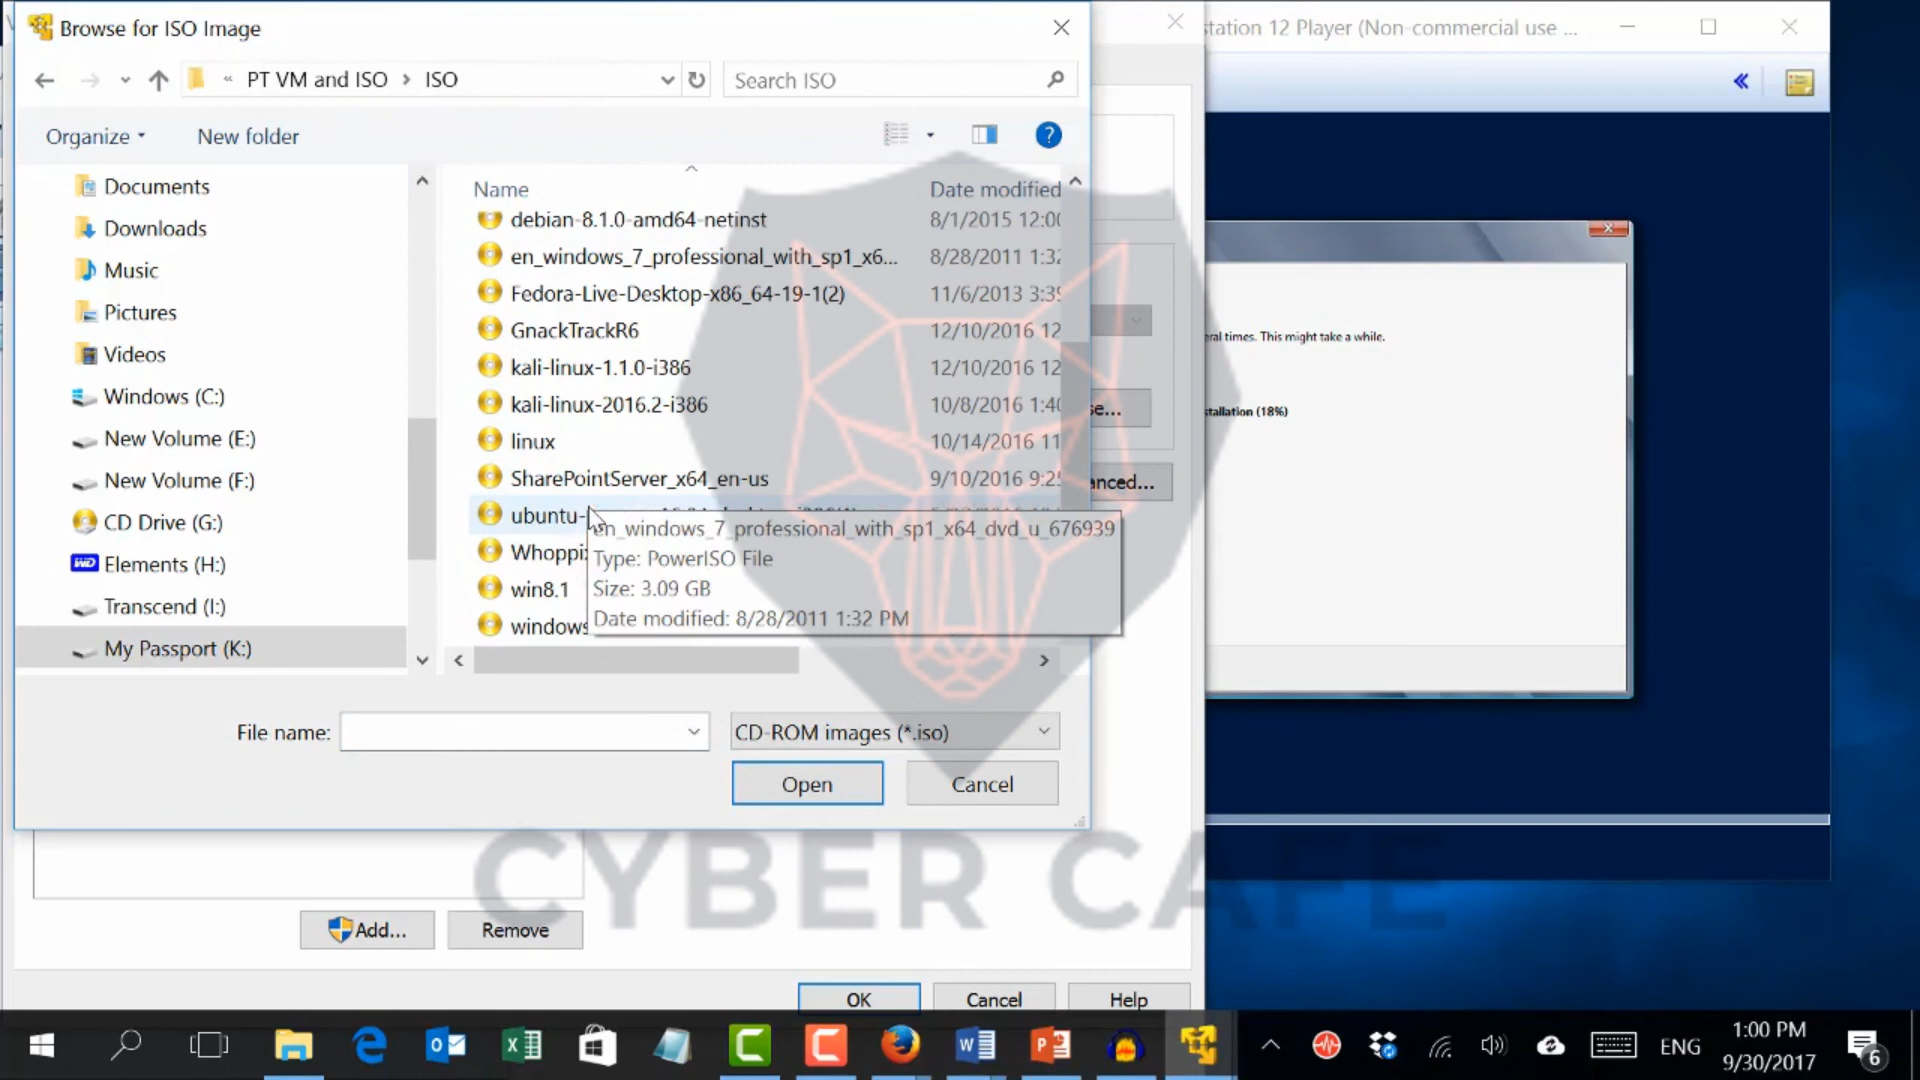 Browse for ISO Image
station 12 Player (Non-commercial use ...
« PT VM and ISO > ISO
Search ISO
Organize
New folder
Documents
Downloads
Music
Pictures
Videos
Windows (C:)
New Volume (E:)
New Volume (F:)
CD Drive (G:)
WD Elements (H:)
Transcend (I:)
My Passport (K:)
Name Date modified
debian-8.1.0-amd64-netinst 8/1/2015 12:00
en_windows_7_professional_with_sp1_x6... 8/28/2011 1:32
Fedora-Live-Desktop-x86_64-19-1(2) 11/6/2013 3:39
GnackTrackR6 12/10/2016 12
kali-linux-1.1.0-i386 12/10/2016 12
kali-linux-2016.2-i386 10/8/2016 1:40
linux 10/14/2016 11
SharePointServer_x64_en-us 9/10/2016 9:25
ubuntu-
Whoppix
win8.1
windows
en_windows_7_professional_with_sp1_x64_dvd_u_676939
Type: PowerISO File
Size: 3.09 GB
Date modified: 8/28/2011 1:32 PM
File name:
CD-ROM images (*.iso)
Open
Cancel
se...
anced...
eral times. This might take a while.
stallation (18%)
CYBER CAFE
Add...
Remove
OK
Cancel
Help
ENG
1:00 PM
9/30/2017
6